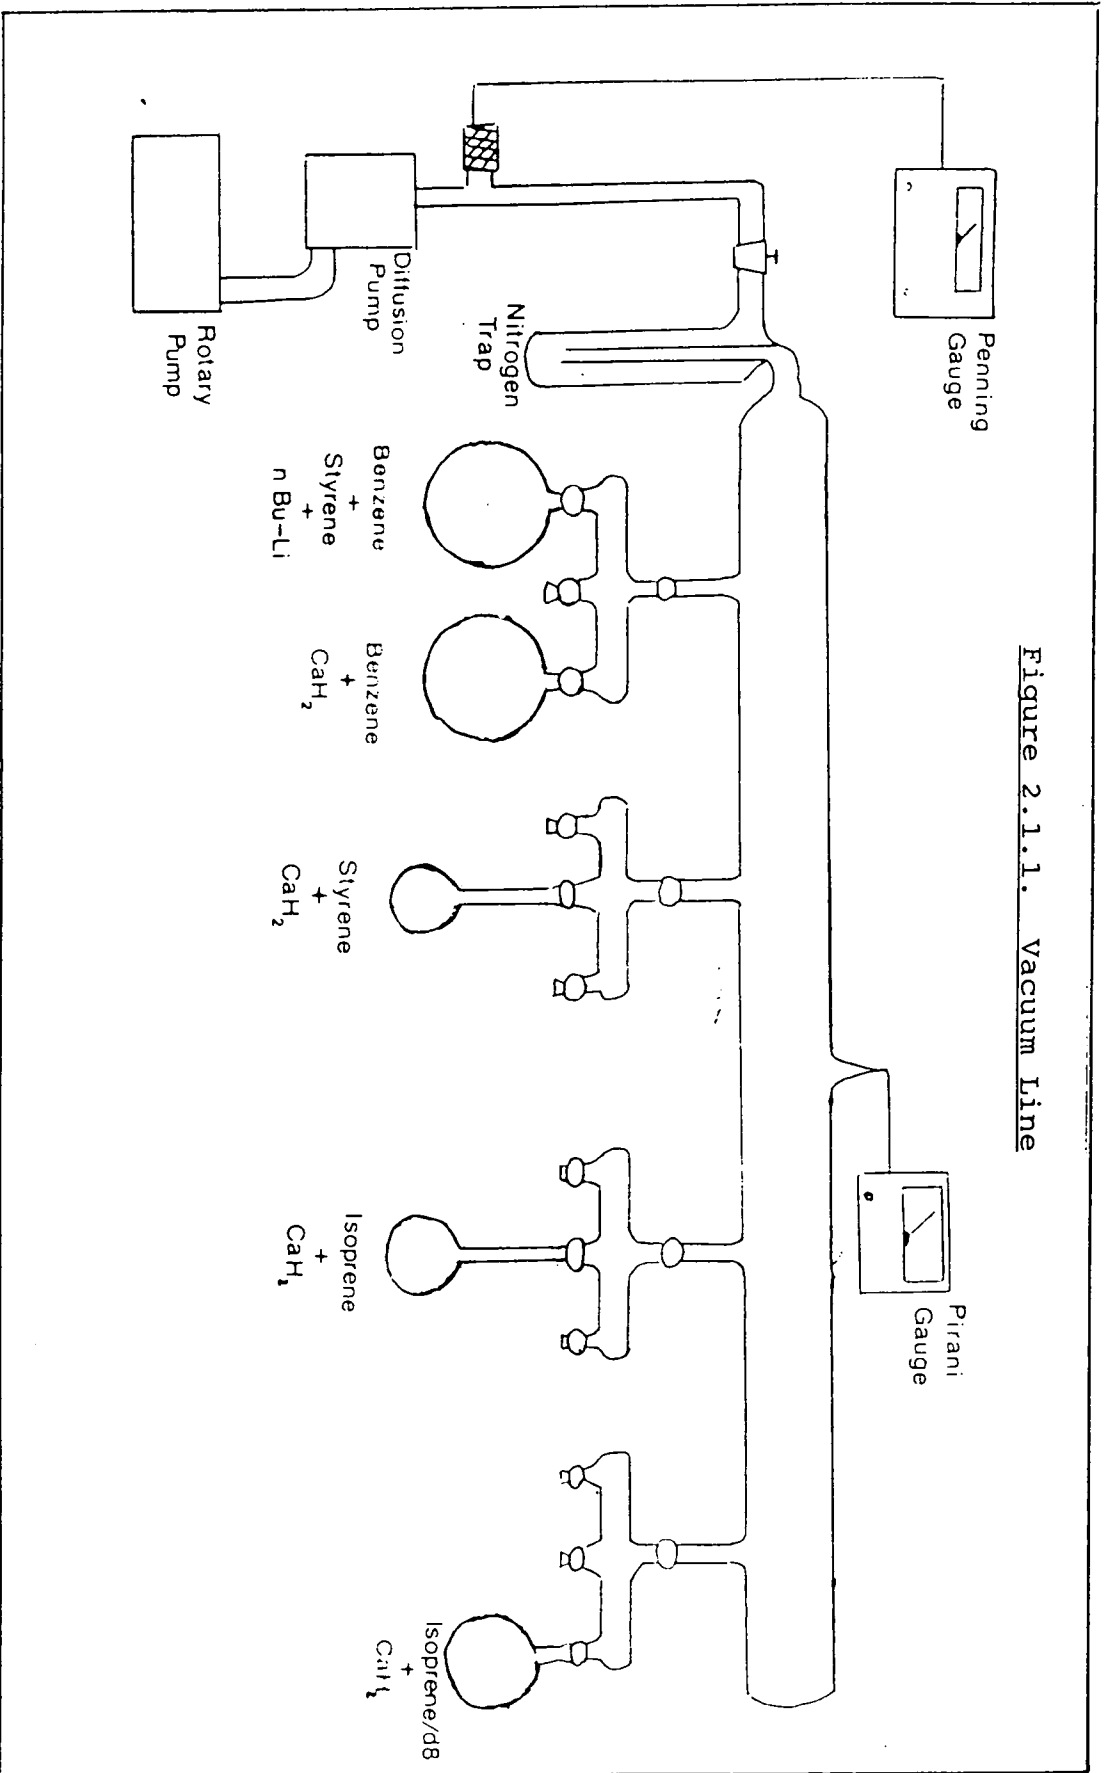 Figure 2.1.1. Vacuum Line
Penning
Gauge
Pirani
Gauge
Diffusion
Pump
Rotary
Pump
Nitrogen
Trap
Benzene
+
Styrene
+
n Bu-Li
Benzene
+
CaH₂
Styrene
+
CaH₂
Isoprene
+
CaH₂
Isoprene/d8
+
CaH₂